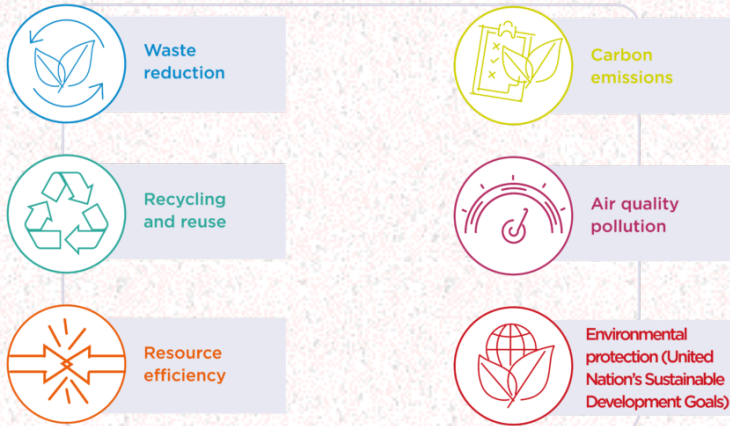 Waste
reduction
Recycling
and reuse
Resource
efficiency
Carbon
emissions
Air quality
pollution
Environmental
protection (United
Nation's Sustainable
Development Goals)